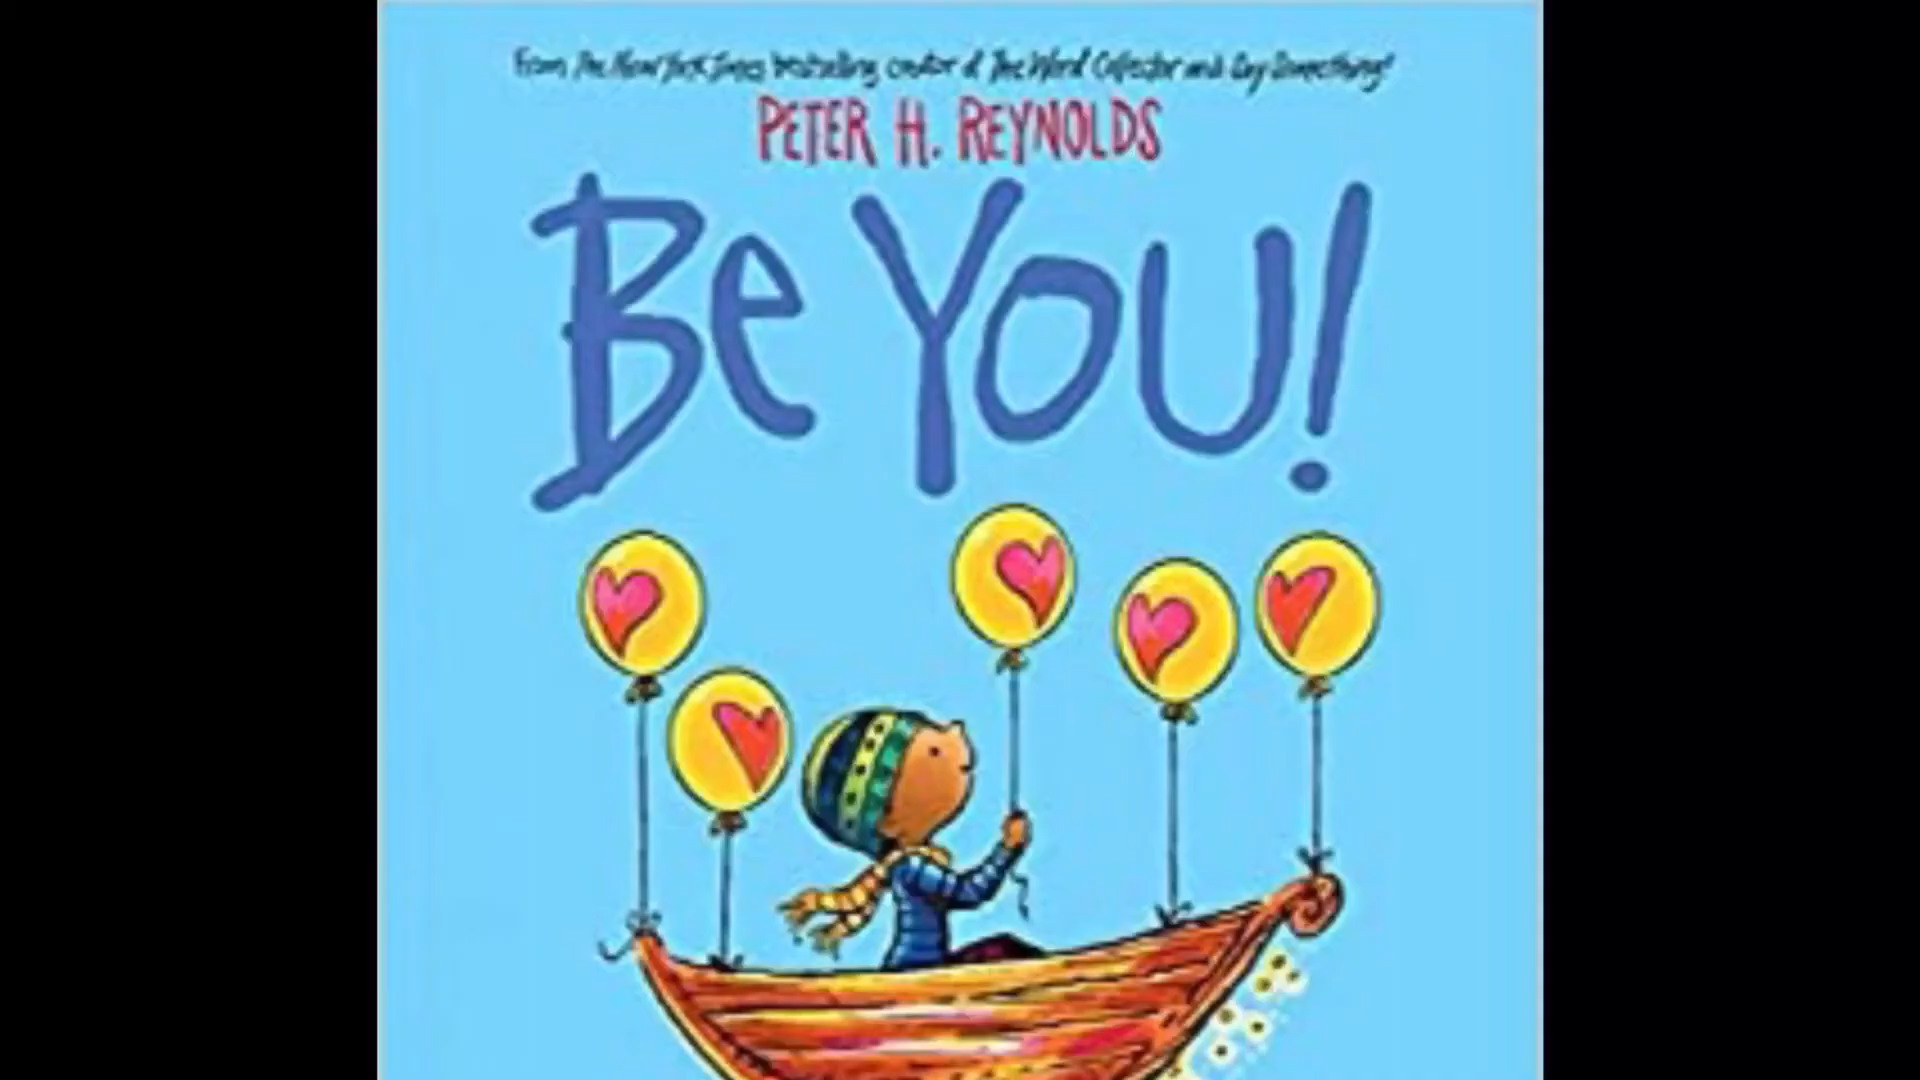 From The New York Times bestselling creator of The Word Collector and Say Something!
PETER H. REYNOLDS
Be YOU!